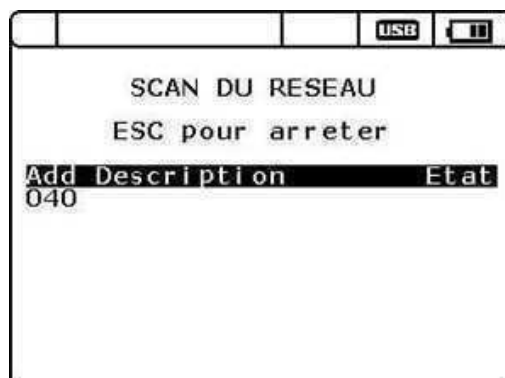 USB
SCAN DU RESEAU
ESC pour arreter
Add Description Etat
040